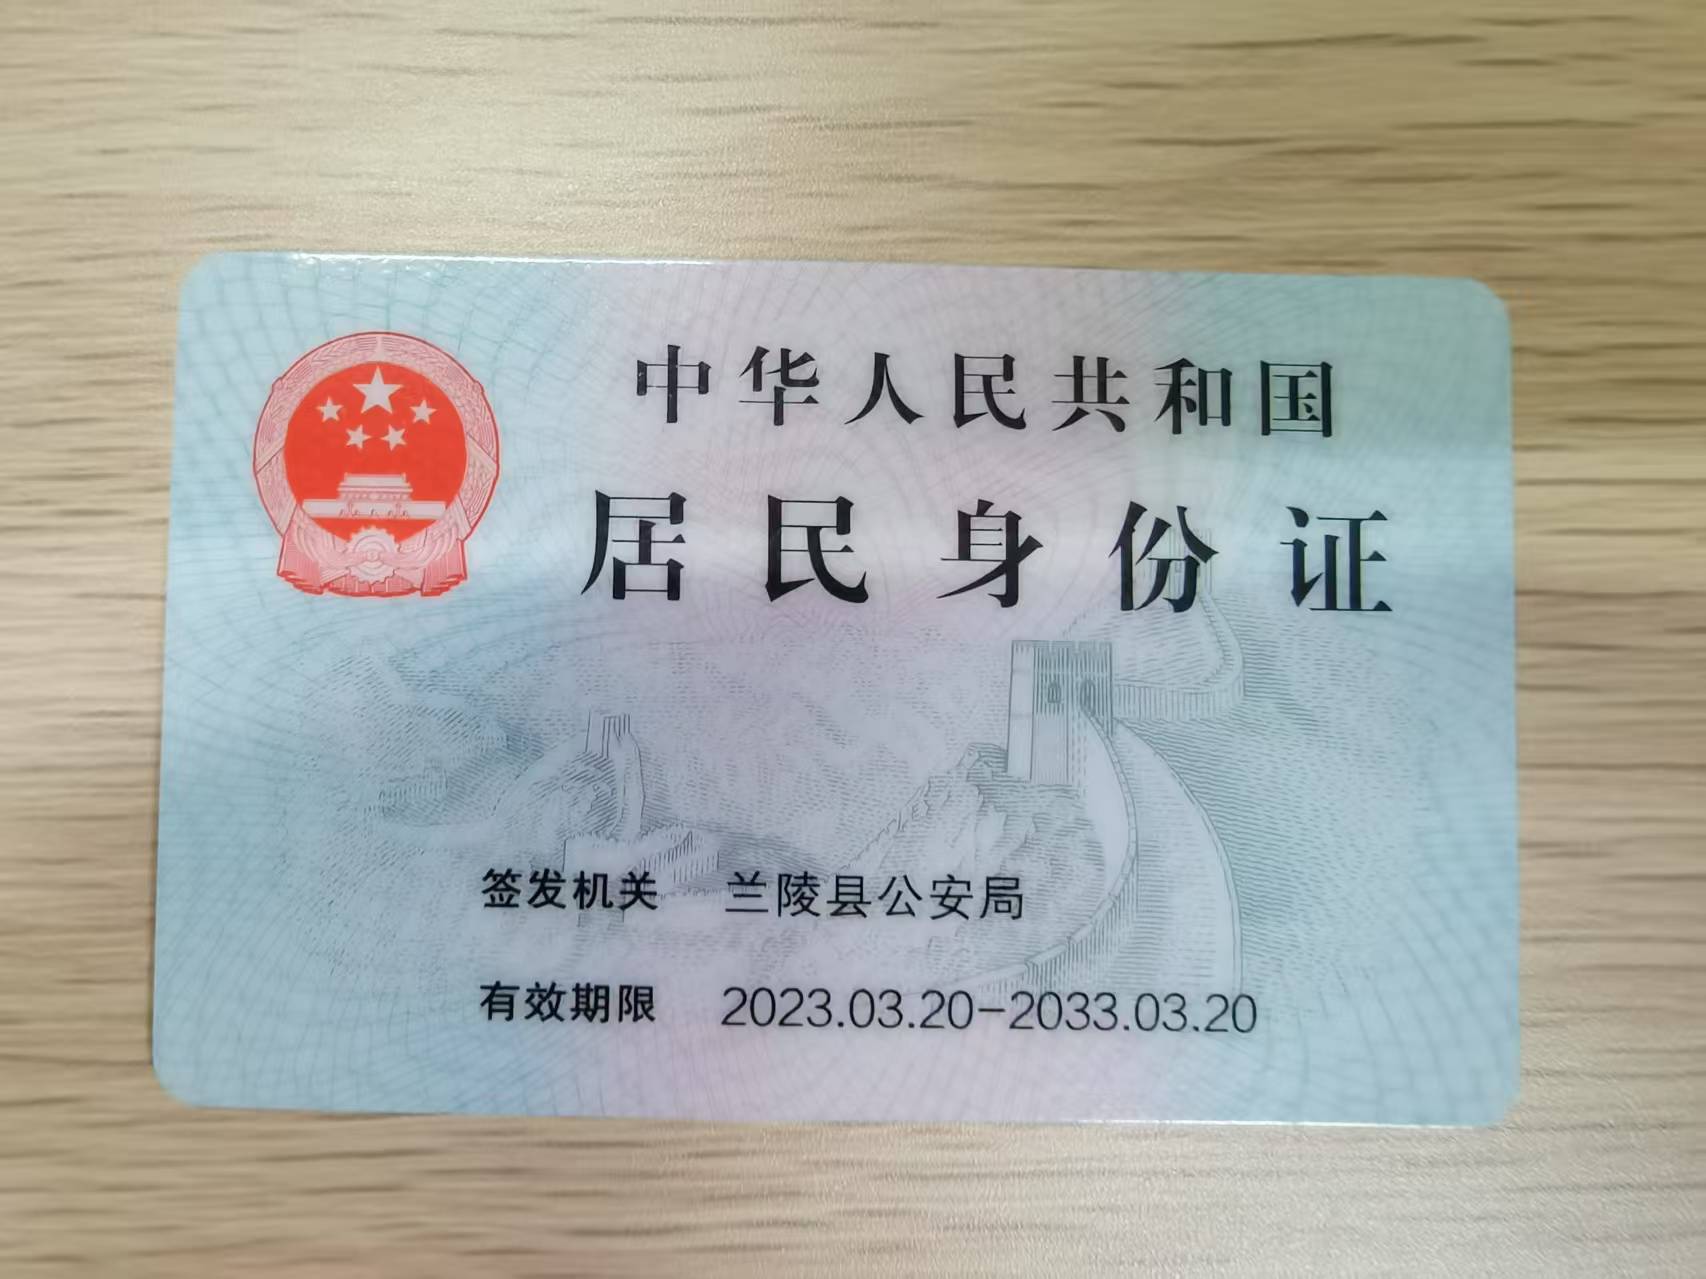 中华人民共和国
居民身份证
签发机关 兰陵县公安局
有效期限 2023.03.20-2033.03.20